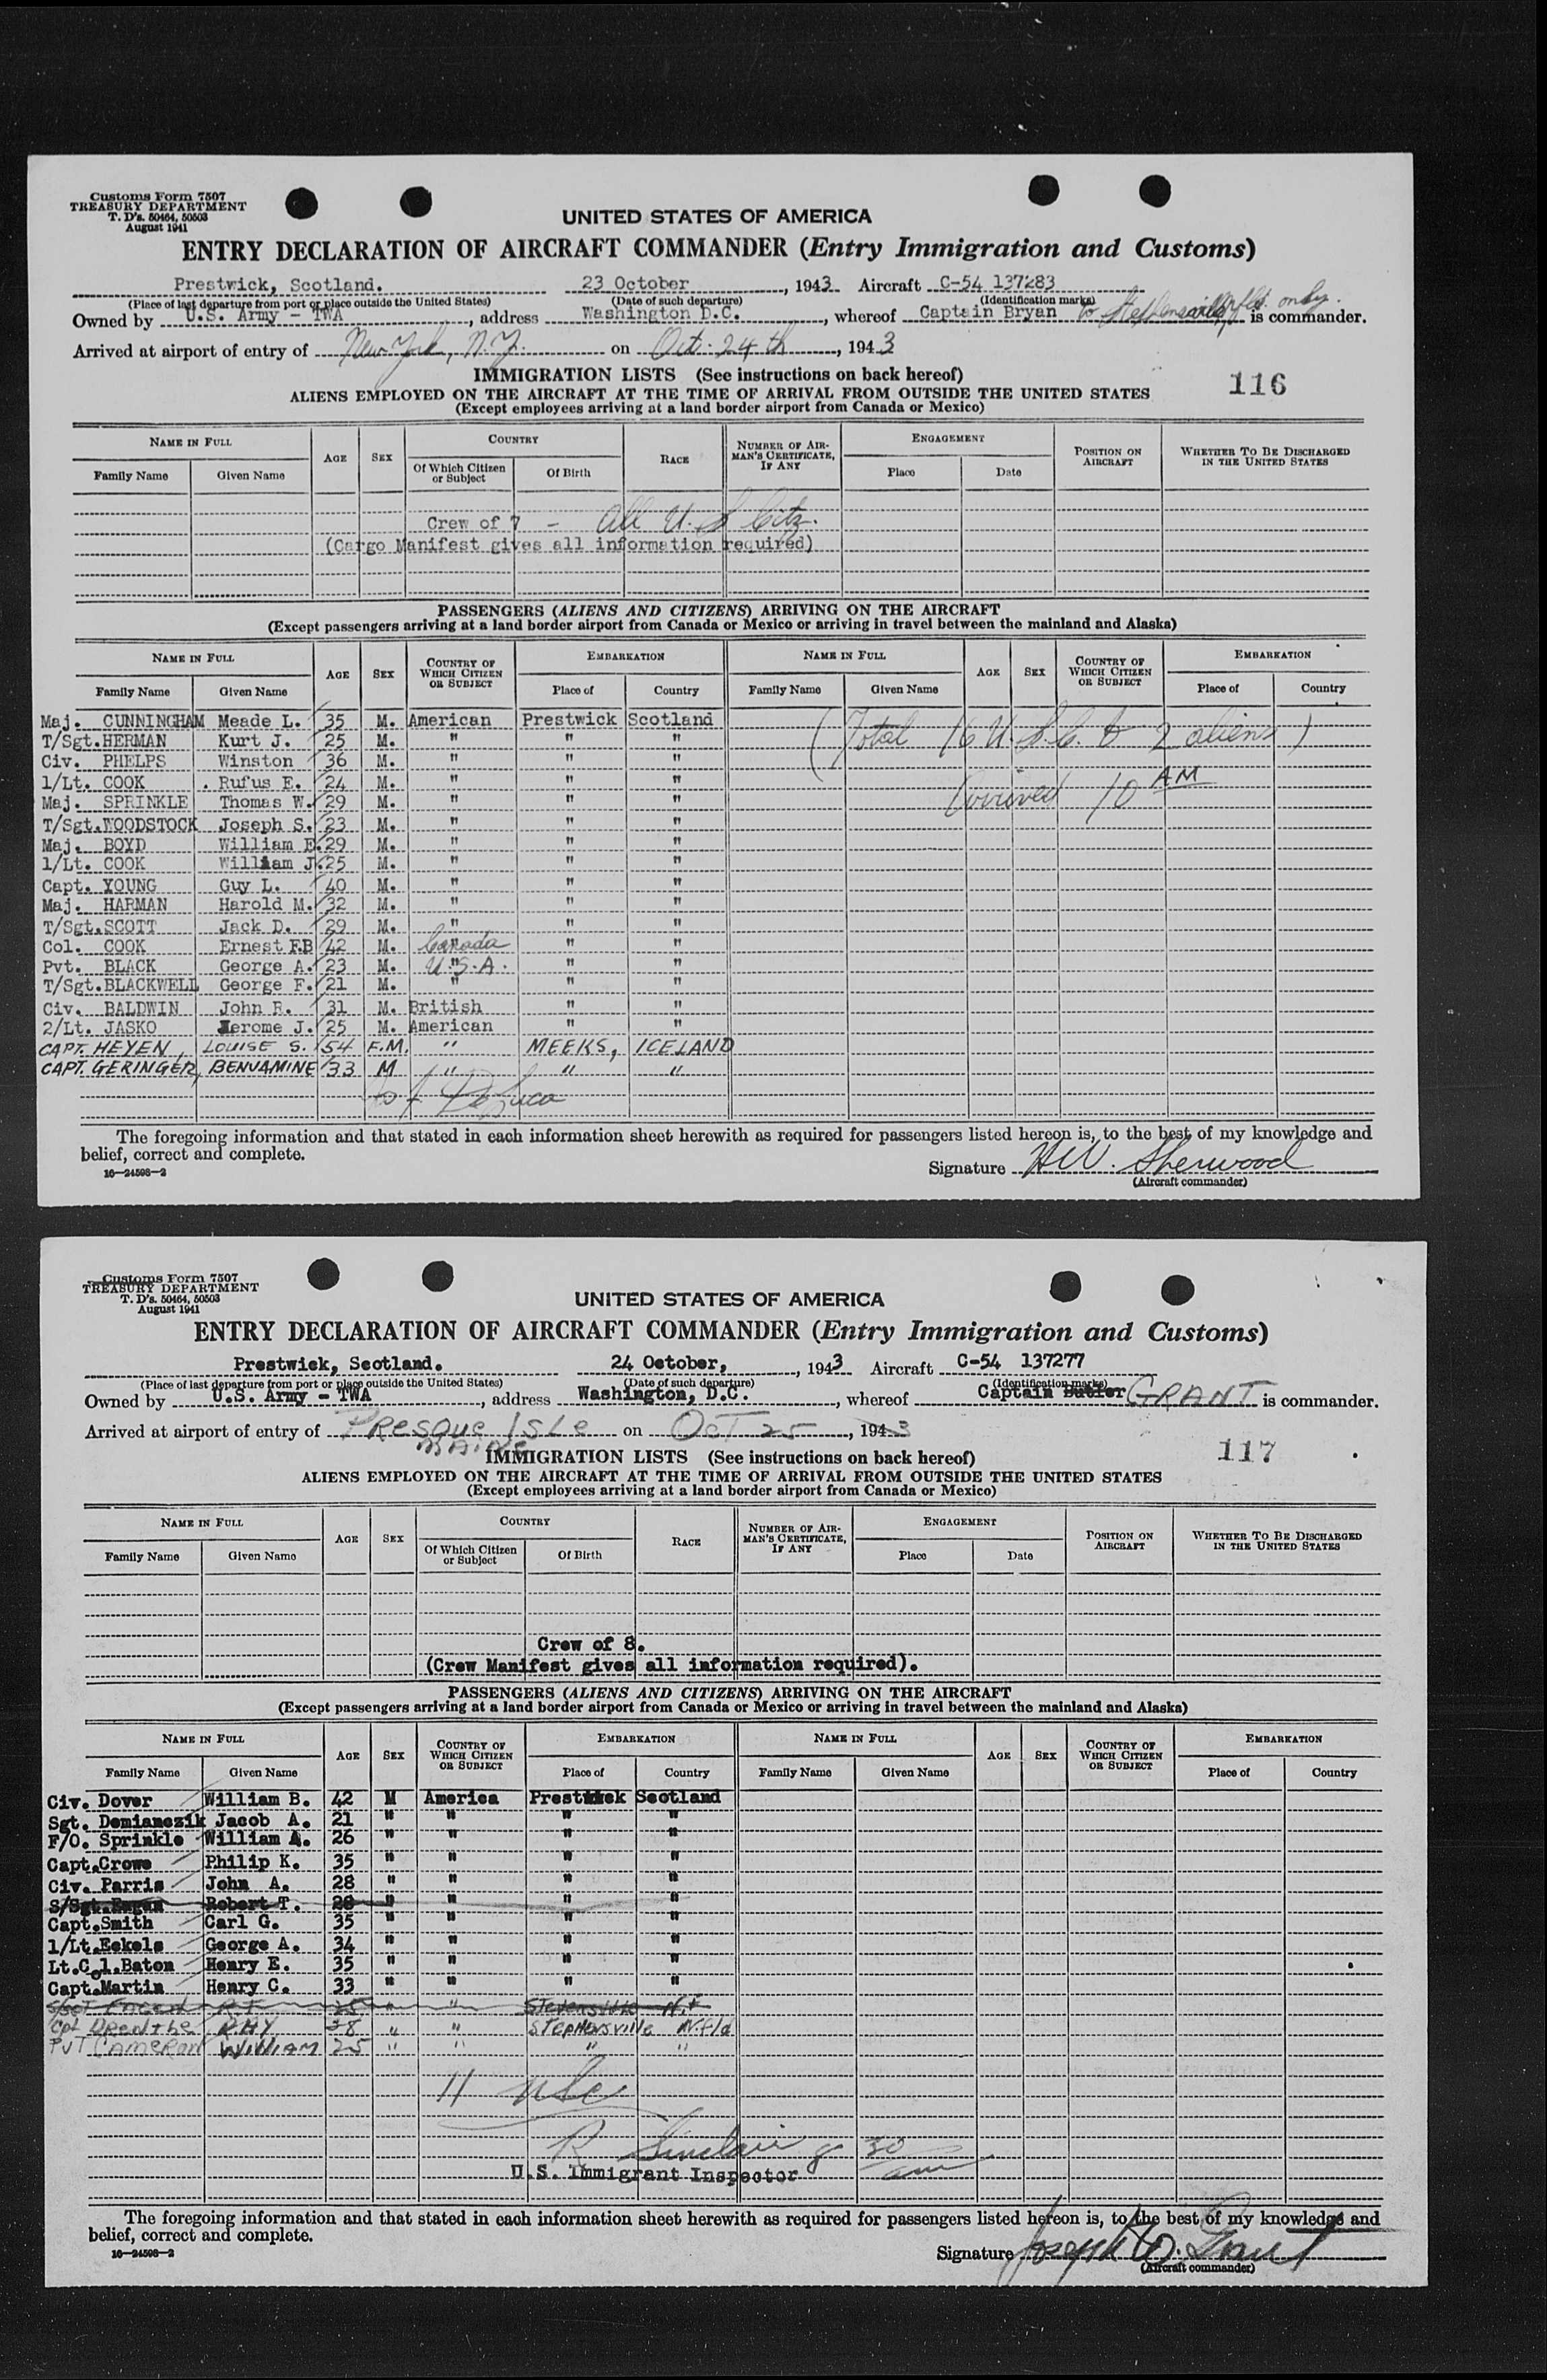 Customs Form 7507
TREASURY DEPARTMENT
T. D's. 50464, 50503
August 1941
UNITED STATES OF AMERICA
ENTRY DECLARATION OF AIRCRAFT COMMANDER (Entry Immigration and Customs)
Prestwick, Scotland. 23 October, 1943 Aircraft C-54 137283
(Place of last departure from port or place outside the United States) (Date of such departure) (Identification marks)
Owned by U.S. Army - TWA, address Washington D.C., whereof Captain Bryan to Stephensville Nfld. only. is commander.
Arrived at airport of entry of New York, N.Y. on Oct. 24th, 1943
IMMIGRATION LISTS (See instructions on back hereof)
116
ALIENS EMPLOYED ON THE AIRCRAFT AT THE TIME OF ARRIVAL FROM OUTSIDE THE UNITED STATES
(Except employees arriving at a land border airport from Canada or Mexico)
NAME IN FULL AGE SEX COUNTRY RACE NUMBER OF AIRMAN'S CERTIFICATE, IF ANY ENGAGEMENT POSITION ON AIRCRAFT WHETHER TO BE DISCHARGED IN THE UNITED STATES
Family Name Given Name Of Which Citizen or Subject Of Birth Place Date
Crew of 7 - All U.S Citz.
(Cargo Manifest gives all information required)
PASSENGERS (ALIENS AND CITIZENS) ARRIVING ON THE AIRCRAFT
(Except passengers arriving at a land border airport from Canada or Mexico or arriving in travel between the mainland and Alaska)
NAME IN FULL AGE SEX COUNTRY OF WHICH CITIZEN OR SUBJECT EMBARKATION NAME IN FULL AGE SEX COUNTRY OF WHICH CITIZEN OR SUBJECT EMBARKATION
Family Name Given Name Place of Country Family Name Given Name Place of Country
Maj. CUNNINGHAM Meade L. 35 M. American Prestwick Scotland (Total 16 U.S.C. & 2 aliens)
T/Sgt. HERMAN Kurt J. 25 M. " " "
Civ. PHELPS Winston 36 M. " " "
1/Lt. COOK . Rufus E. 24 M. " " " Arrived 10 AM
Maj. SPRINKLE Thomas W. 29 M. " " "
T/Sgt. WOODSTOCK Joseph S. 23 M. " " "
Maj. BOYD William E. 29 M. " " "
1/Lt. COOK William J. 25 M. " " "
Capt. YOUNG Guy L. 40 M. " " "
Maj. HARMAN Harold M. 32 M. " " "
T/Sgt. SCOTT Jack D. 29 M. " " "
Col. COOK Ernest F.B 42 M. Canada " "
Pvt. BLACK George A. 23 M. U.S.A. " "
T/Sgt. BLACKWELL George F. 21 M. " " "
Civ. BALDWIN John R. 31 M. British " "
2/Lt. JASKO Jerome J. 25 M. American " "
CAPT. HEYEN, LOUISE S. 54 F.M. " MEEKS, ICELAND
CAPT. GERINGER, BENJAMINE 33 M " " "
DeLuca
The foregoing information and that stated in each information sheet herewith as required for passengers listed hereon is, to the best of my knowledge and
belief, correct and complete.
16—24598-2
Signature H W. Sherwood
(Aircraft commander)
Customs Form 7507
TREASURY DEPARTMENT
T. D's. 50464, 50503
August 1941
UNITED STATES OF AMERICA
ENTRY DECLARATION OF AIRCRAFT COMMANDER (Entry Immigration and Customs)
Prestwick, Scotland. 24 October, 1943 Aircraft C-54 137277
(Place of last departure from port or place outside the United States) (Date of such departure) (Identification marks)
Owned by U.S. Army - TWA, address Washington, D.C., whereof Captain Butler GRANT is commander.
Arrived at airport of entry of Presque Isle on Oct 25, 1943
MAINE
IMMIGRATION LISTS (See instructions on back hereof)
117
ALIENS EMPLOYED ON THE AIRCRAFT AT THE TIME OF ARRIVAL FROM OUTSIDE THE UNITED STATES
(Except employees arriving at a land border airport from Canada or Mexico)
NAME IN FULL AGE SEX COUNTRY RACE NUMBER OF AIRMAN'S CERTIFICATE, IF ANY ENGAGEMENT POSITION ON AIRCRAFT WHETHER TO BE DISCHARGED IN THE UNITED STATES
Family Name Given Name Of Which Citizen or Subject Of Birth Place Date
Crew of 8.
(Crew Manifest gives all information required).
PASSENGERS (ALIENS AND CITIZENS) ARRIVING ON THE AIRCRAFT
(Except passengers arriving at a land border airport from Canada or Mexico or arriving in travel between the mainland and Alaska)
NAME IN FULL AGE SEX COUNTRY OF WHICH CITIZEN OR SUBJECT EMBARKATION NAME IN FULL AGE SEX COUNTRY OF WHICH CITIZEN OR SUBJECT EMBARKATION
Family Name Given Name Place of Country Family Name Given Name Place of Country
Civ. Dover William B. 42 M America Prestwick Scotland
Sgt. Demianczik Jacob A. 21 " " " "
F/O. Sprinkle William A. 26 " " " "
Capt. Crowe Philip K. 35 " " " "
Civ. Parris John A. 28 " " " "
S/Sgt. Robert T. 28 " " " "
Capt. Smith Carl G. 35 " " " "
1/Lt. Eckels George A. 34 " " " "
Lt.Col. Baton Henry E. 35 " " " "
Capt. Martin Henry C. 33 " " " "
S/Sgt 25 " " Stevensville N.F
Cpl Drenthe RAY 38 " " Stephensville Nfld
PVT CAMERON WilliAM 25 " " " "
11 USC
R Sinclair 8 30 am
U.S. Immigrant Inspector
The foregoing information and that stated in each information sheet herewith as required for passengers listed hereon is, to the best of my knowledge and
belief, correct and complete.
16—24598-2
Signature Joseph W. Grant
(Aircraft commander)